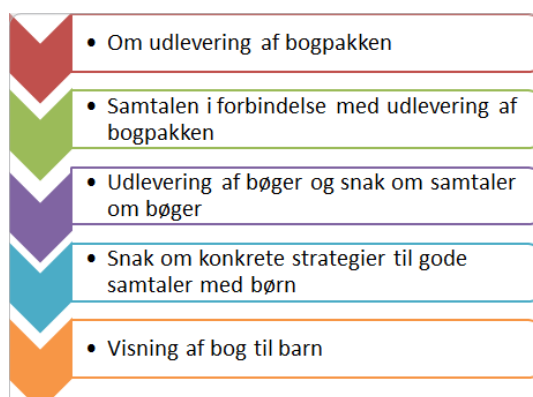 • Om udlevering af bogpakken
• Samtalen i forbindelse med udlevering af
bogpakken
• Udlevering af bøger og snak om samtaler
om bøger
• Snak om konkrete strategier til gode
samtaler med børn
• Visning af bog til barn